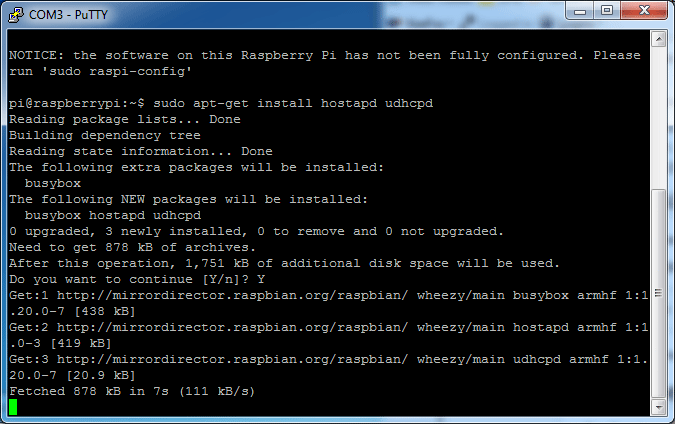 COM3 - PuTTY
NOTICE: the software on this Raspberry Pi has not been fully configured. Please
run 'sudo raspi-config'
pi@raspberrypi:~$ sudo apt-get install hostapd udhcpd
Reading package lists... Done
Building dependency tree
Reading state information... Done
The following extra packages will be installed:
busybox
The following NEW packages will be installed:
busybox hostapd udhcpd
0 upgraded, 3 newly installed, 0 to remove and 0 not upgraded.
Need to get 878 kB of archives.
After this operation, 1,751 kB of additional disk space will be used.
Do you want to continue [Y/n]? Y
Get:1 http://mirrordirector.raspbian.org/raspbian/ wheezy/main busybox armhf 1:1
.20.0-7 [438 kB]
Get:2 http://mirrordirector.raspbian.org/raspbian/ wheezy/main hostapd armhf 1:1
.0-3 [419 kB]
Get:3 http://mirrordirector.raspbian.org/raspbian/ wheezy/main udhcpd armhf 1:1.
20.0-7 [20.9 kB]
Fetched 878 kB in 7s (111 kB/s)